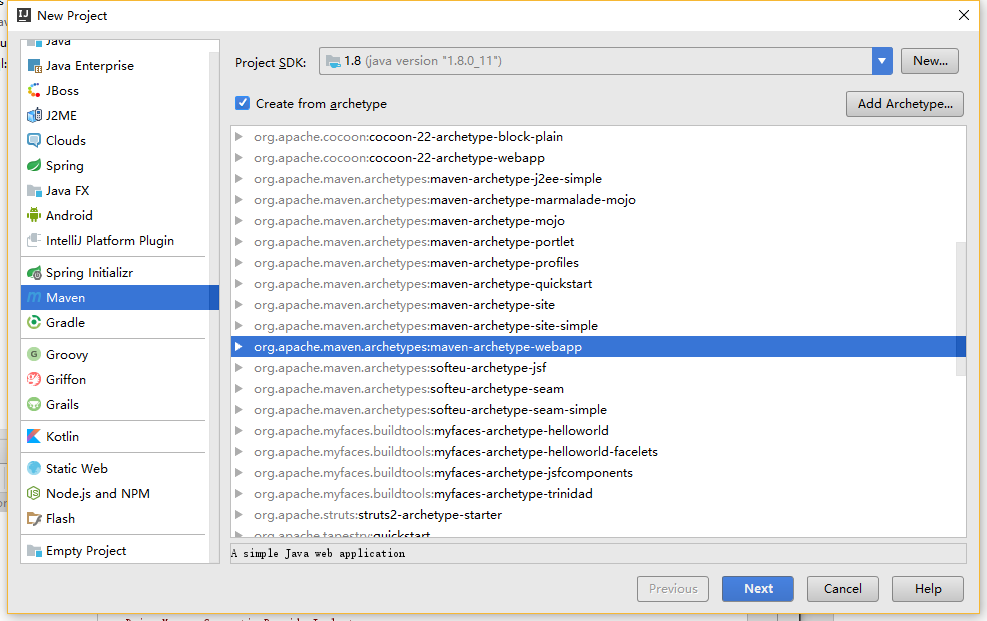 New Project
Java
Java Enterprise
JBoss
J2ME
Clouds
Spring
Java FX
Android
IntelliJ Platform Plugin
Spring Initializr
Maven
Gradle
Groovy
Griffon
Grails
Kotlin
Static Web
Node.js and NPM
Flash
Empty Project
Project SDK: 1.8 (java version "1.8.0_11") New...
Create from archetype Add Archetype...
org.apache.cocoon:cocoon-22-archetype-block-plain
org.apache.cocoon:cocoon-22-archetype-webapp
org.apache.maven.archetypes:maven-archetype-j2ee-simple
org.apache.maven.archetypes:maven-archetype-marmalade-mojo
org.apache.maven.archetypes:maven-archetype-mojo
org.apache.maven.archetypes:maven-archetype-portlet
org.apache.maven.archetypes:maven-archetype-profiles
org.apache.maven.archetypes:maven-archetype-quickstart
org.apache.maven.archetypes:maven-archetype-site
org.apache.maven.archetypes:maven-archetype-site-simple
org.apache.maven.archetypes:maven-archetype-webapp
org.apache.maven.archetypes:softeu-archetype-jsf
org.apache.maven.archetypes:softeu-archetype-seam
org.apache.maven.archetypes:softeu-archetype-seam-simple
org.apache.myfaces.buildtools:myfaces-archetype-helloworld
org.apache.myfaces.buildtools:myfaces-archetype-helloworld-facelets
org.apache.myfaces.buildtools:myfaces-archetype-jsfcomponents
org.apache.myfaces.buildtools:myfaces-archetype-trinidad
org.apache.struts:struts2-archetype-starter
org.apache.tapestry:quickstart
A simple Java web application
Previous Next Cancel Help